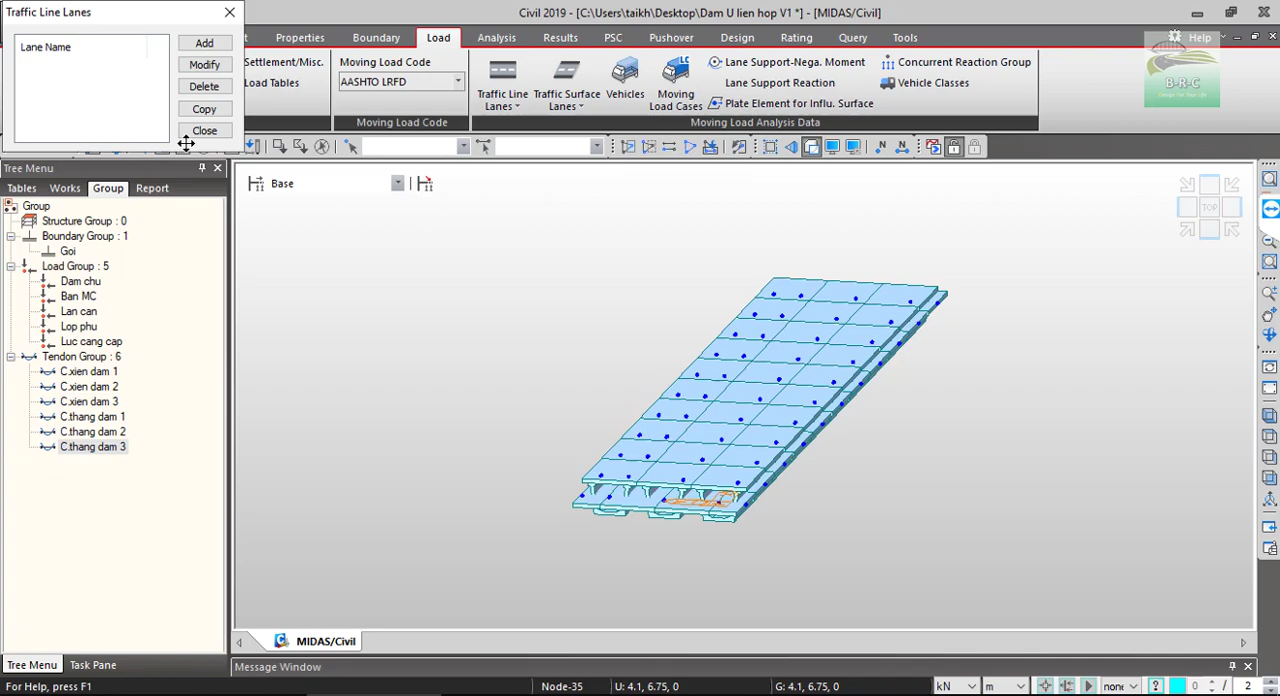 Traffic Line Lanes
Civil 2019 - [C:\Users\taikh\Desktop\Dam U lien hop V1 *] - [MIDAS/Civil]
Lane Name
Add
Modify
Delete
Copy
Close
Properties Boundary Load Analysis Results PSC Pushover Design Rating Query Tools Help
Settlement/Misc.
Load Tables
Moving Load Code
AASHTO LRFD
Moving Load Code
Traffic Line
Lanes
Traffic Surface
Lanes
Vehicles
Moving
Load Cases
Lane Support-Nega. Moment
Lane Support Reaction
Plate Element for Influ. Surface
Concurrent Reaction Group
Vehicle Classes
Moving Load Analysis Data
B-R-C
Tree Menu
Tables Works Group Report
Group
Structure Group : 0
Boundary Group : 1
Goi
Load Group : 5
Dam chu
Ban MC
Lan can
Lop phu
Luc cang cap
Tendon Group : 6
C.xien dam 1
C.xien dam 2
C.xien dam 3
C.thang dam 1
C.thang dam 2
C.thang dam 3
Base
TOP
MIDAS/Civil
Tree Menu Task Pane
Message Window
For Help, press F1
Node-35
U: 4.1, 6.75, 0
G: 4.1, 6.75, 0
kN
m
none
0 / 2